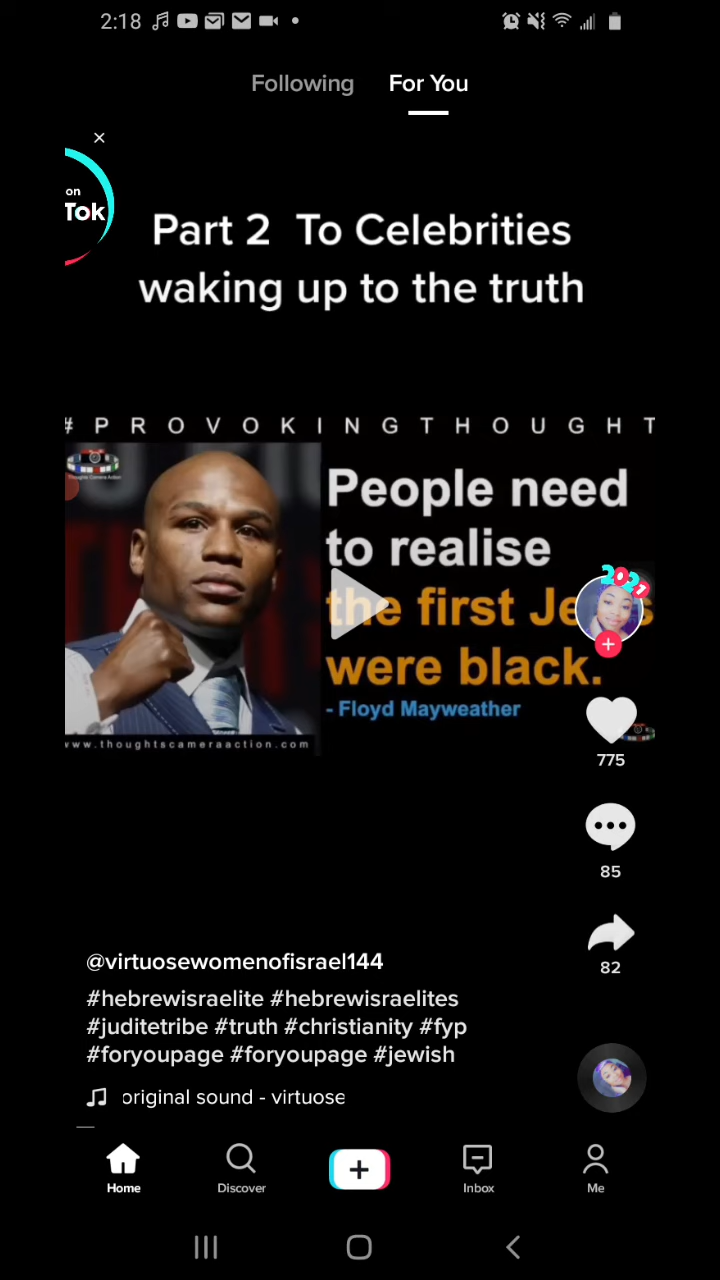 2:18
Following For You
on
Tok
Part 2 To Celebrities
waking up to the truth
#PROVOKINGTHOUGHT
People need
to realise
the first Je s
were black.
- Floyd Mayweather
www.thoughtscameraaction.com
2021
775
85
82
@virtuosewomenofisrael144
#hebrewisraelite #hebrewisraelites
#juditetribe #truth #christianity #fyp
#foryoupage #foryoupage #jewish
original sound - virtuose
Home Discover Inbox Me